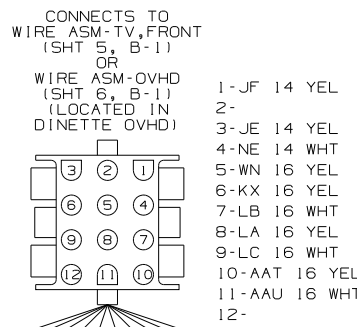 CONNECTS TO
WIRE ASM-TV,FRONT
(SHT 5, B-1)
OR
WIRE ASM-OVHD
(SHT 6, B-1)
(LOCATED IN
DINETTE OVHD)
3 2 1
6 5 4
9 8 7
12 11 10
1-JF 14 YEL
2-
3-JE 14 YEL
4-NE 14 WHT
5-WN 16 YEL
6-KX 16 YEL
7-LB 16 WHT
8-LA 16 YEL
9-LC 16 WHT
10-AAT 16 YEL
11-AAU 16 WHT
12-